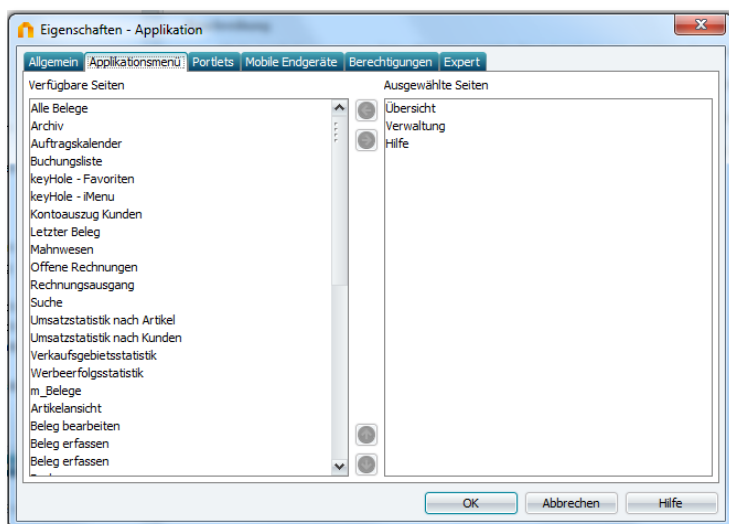 Eigenschaften - Applikation
Allgemein Applikationsmenü Portlets Mobile Endgeräte Berechtigungen Expert
Verfügbare Seiten
Alle Belege
Archiv
Auftragskalender
Buchungsliste
keyHole - Favoriten
keyHole - iMenu
Kontoauszug Kunden
Letzter Beleg
Mahnwesen
Offene Rechnungen
Rechnungsausgang
Suche
Umsatzstatistik nach Artikel
Umsatzstatistik nach Kunden
Verkaufsgebietsstatistik
Werbeerfolgsstatistik
m_Belege
Artikelansicht
Beleg bearbeiten
Beleg erfassen
Beleg erfassen
Ausgewählte Seiten
Übersicht
Verwaltung
Hilfe
OK Abbrechen Hilfe